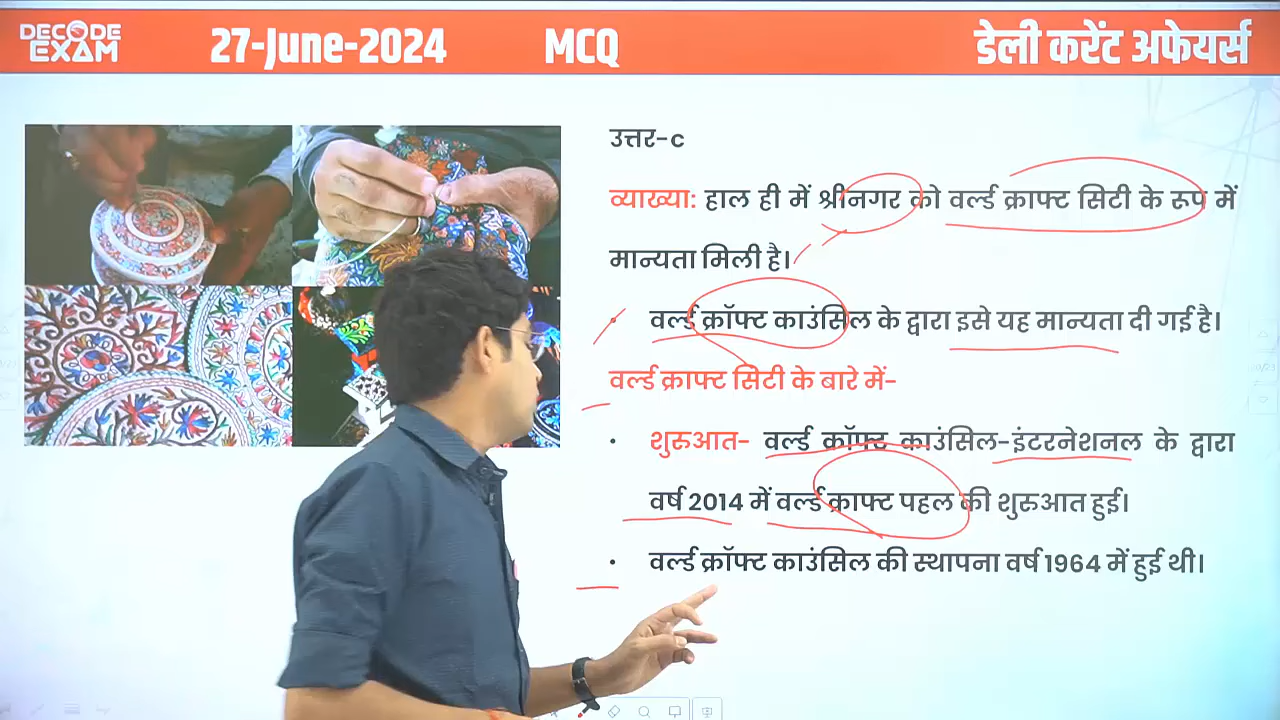 DECODE
EXAM
27-June-2024 MCQ डेली करेंट अफेयर्स
उत्तर-c
व्याख्या: हाल ही में श्रीनगर को वर्ल्ड क्राफ्ट सिटी के रूप में
मान्यता मिली है।
• वर्ल्ड क्रॉफ्ट काउंसिल के द्वारा इसे यह मान्यता दी गई है।
वर्ल्ड क्राफ्ट सिटी के बारे में-
• शुरुआत- वर्ल्ड क्रॉफ्ट काउंसिल-इंटरनेशनल के द्वारा
वर्ष 2014 में वर्ल्ड क्राफ्ट पहल की शुरुआत हुई।
• वर्ल्ड क्रॉफ्ट काउंसिल की स्थापना वर्ष 1964 में हुई थी।